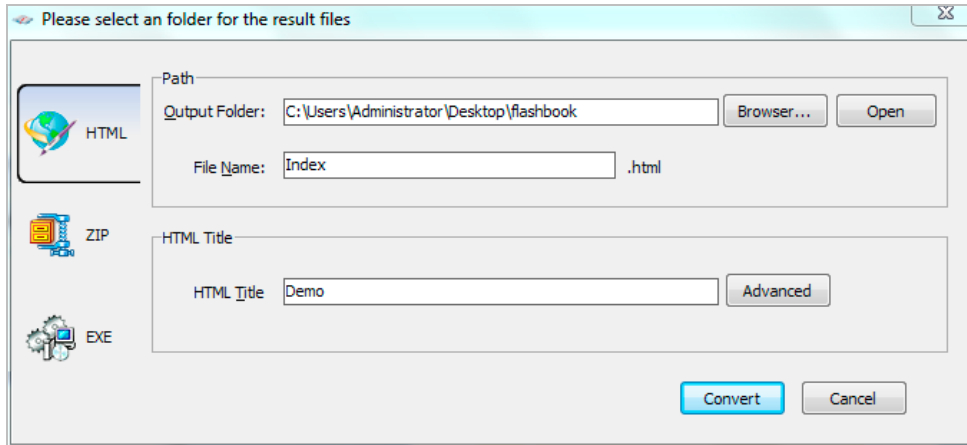 Please select an folder for the result files
HTML
ZIP
EXE
Path
Output Folder: C:\Users\Administrator\Desktop\flashbook Browser... Open
File Name: Index .html
HTML Title
HTML Title Demo Advanced
Convert Cancel